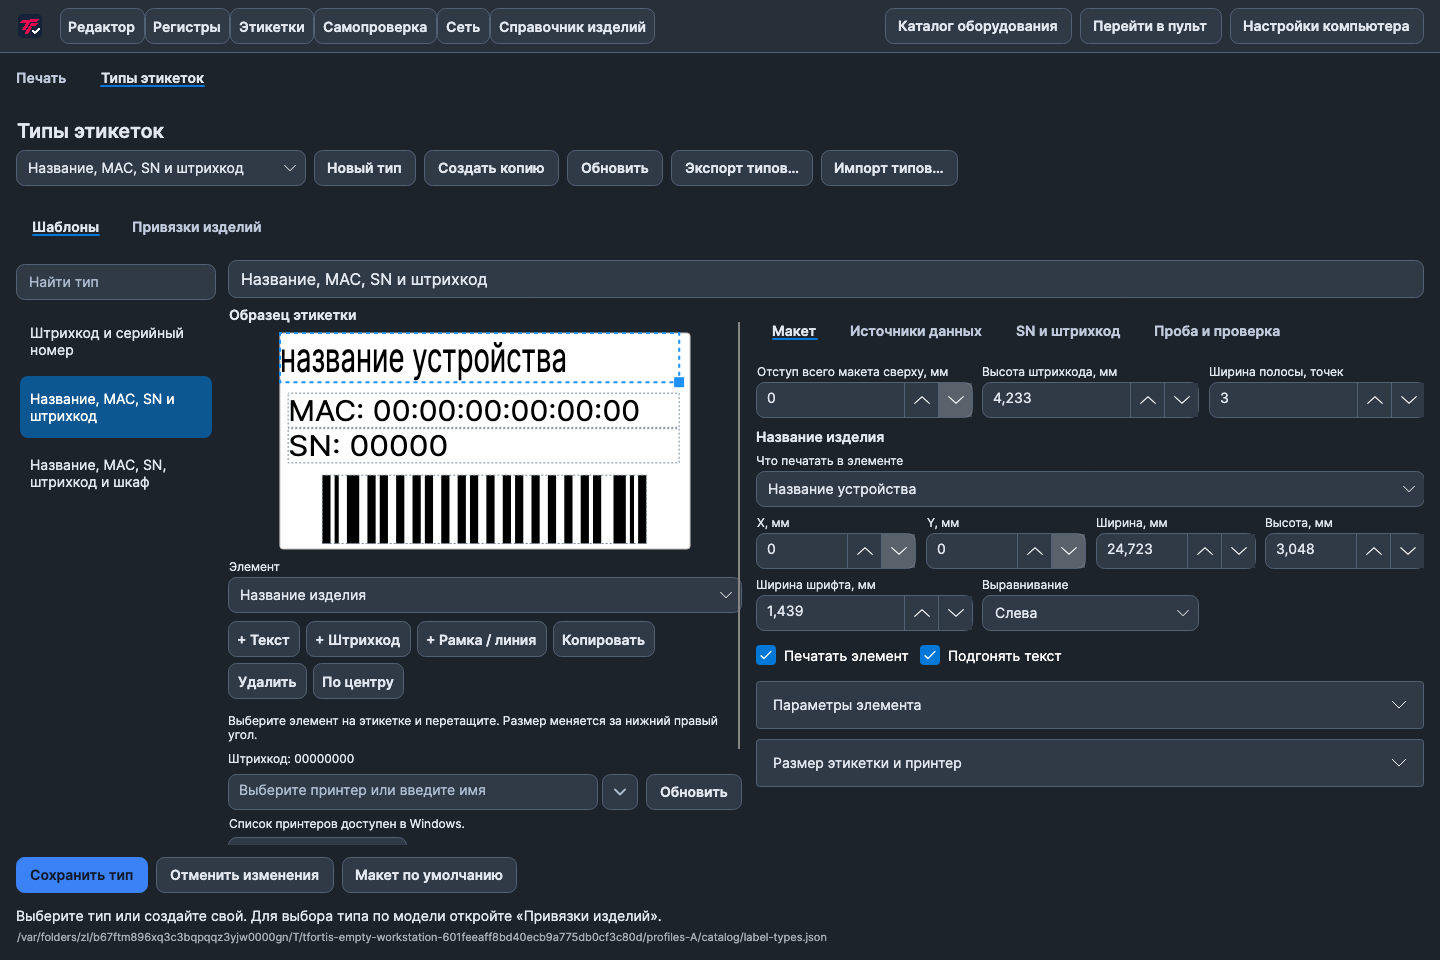 Редактор Регистры Этикетки Самопроверка Сеть Справочник изделий Каталог оборудования Перейти в пульт Настройки компьютера
Печать Типы этикеток
Типы этикеток
Название, MAC, SN и штрихкод Новый тип Создать копию Обновить Экспорт типов... Импорт типов...
Шаблоны Привязки изделий
Найти тип
Штрихкод и серийный
номер
Название, MAC, SN и
штрихкод
Название, MAC, SN,
штрихкод и шкаф
Название, MAC, SN и штрихкод
Образец этикетки
название устройства
MAC: 00:00:00:00:00:00
SN: 00000
Элемент
Название изделия
+ Текст + Штрихкод + Рамка / линия Копировать
Удалить По центру
Выберите элемент на этикетке и перетащите. Размер меняется за нижний правый
угол.
Штрихкод: 00000000
Выберите принтер или введите имя Обновить
Список принтеров доступен в Windows.
Макет Источники данных SN и штрихкод Проба и проверка
Отступ всего макета сверху, мм Высота штрихкода, мм Ширина полосы, точек
0 4,233 3
Название изделия
Что печатать в элементе
Название устройства
X, мм Y, мм Ширина, мм Высота, мм
0 0 24,723 3,048
Ширина шрифта, мм Выравнивание
1,439 Слева
Печатать элемент Подгонять текст
Параметры элемента
Размер этикетки и принтер
Сохранить тип Отменить изменения Макет по умолчанию
Выберите тип или создайте свой. Для выбора типа по модели откройте «Привязки изделий».
/var/folders/zl/b67ftm896xq3c3bqpqqz3yjw0000gn/T/tfortis-empty-workstation-601feeaff8bd40ecb9a775db0cf3c80d/profiles-A/catalog/label-types.json